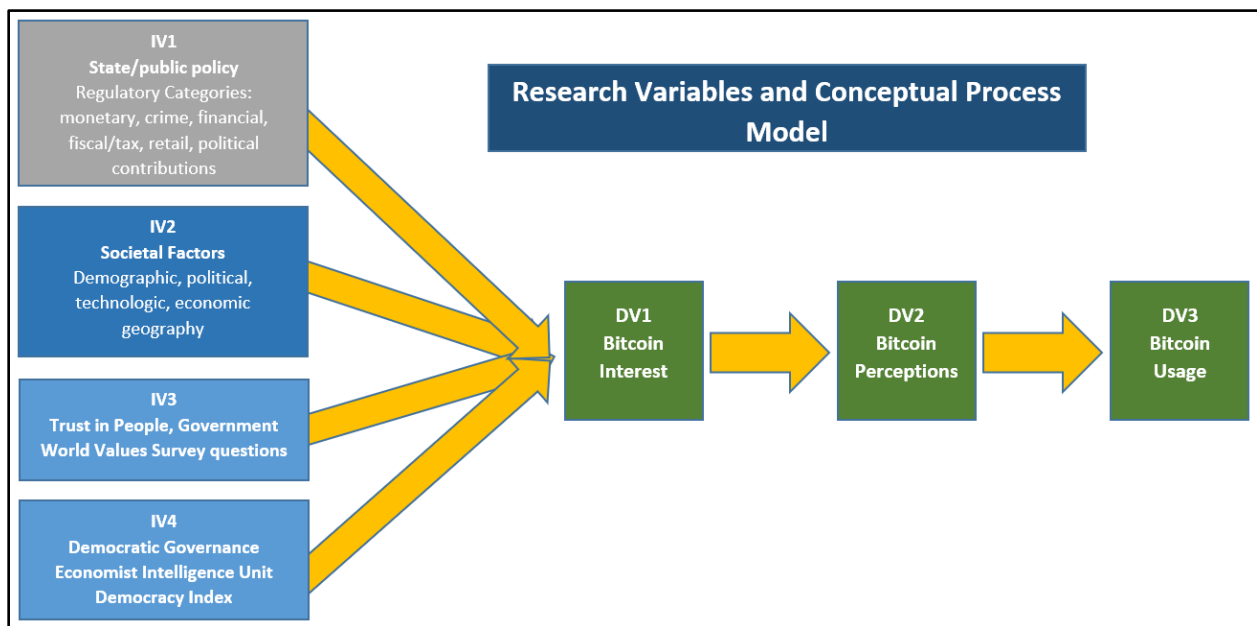 IV1
State/public policy
Regulatory Categories:
monetary, crime, financial,
fiscal/tax, retail, political
contributions
Research Variables and Conceptual Process
Model
IV2
Societal Factors
Demographic, political,
technologic, economic
geography
DV1
Bitcoin
Interest
DV2
Bitcoin
Perceptions
DV3
Bitcoin
Usage
IV3
Trust in People, Government
World Values Survey questions
IV4
Democratic Governance
Economist Intelligence Unit
Democracy Index